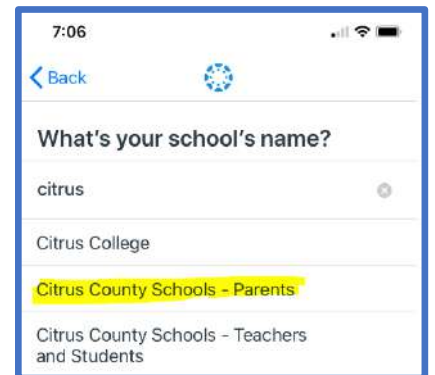 7:06
Back
What's your school's name?
citrus
Citrus College
Citrus County Schools - Parents
Citrus County Schools - Teachers
and Students